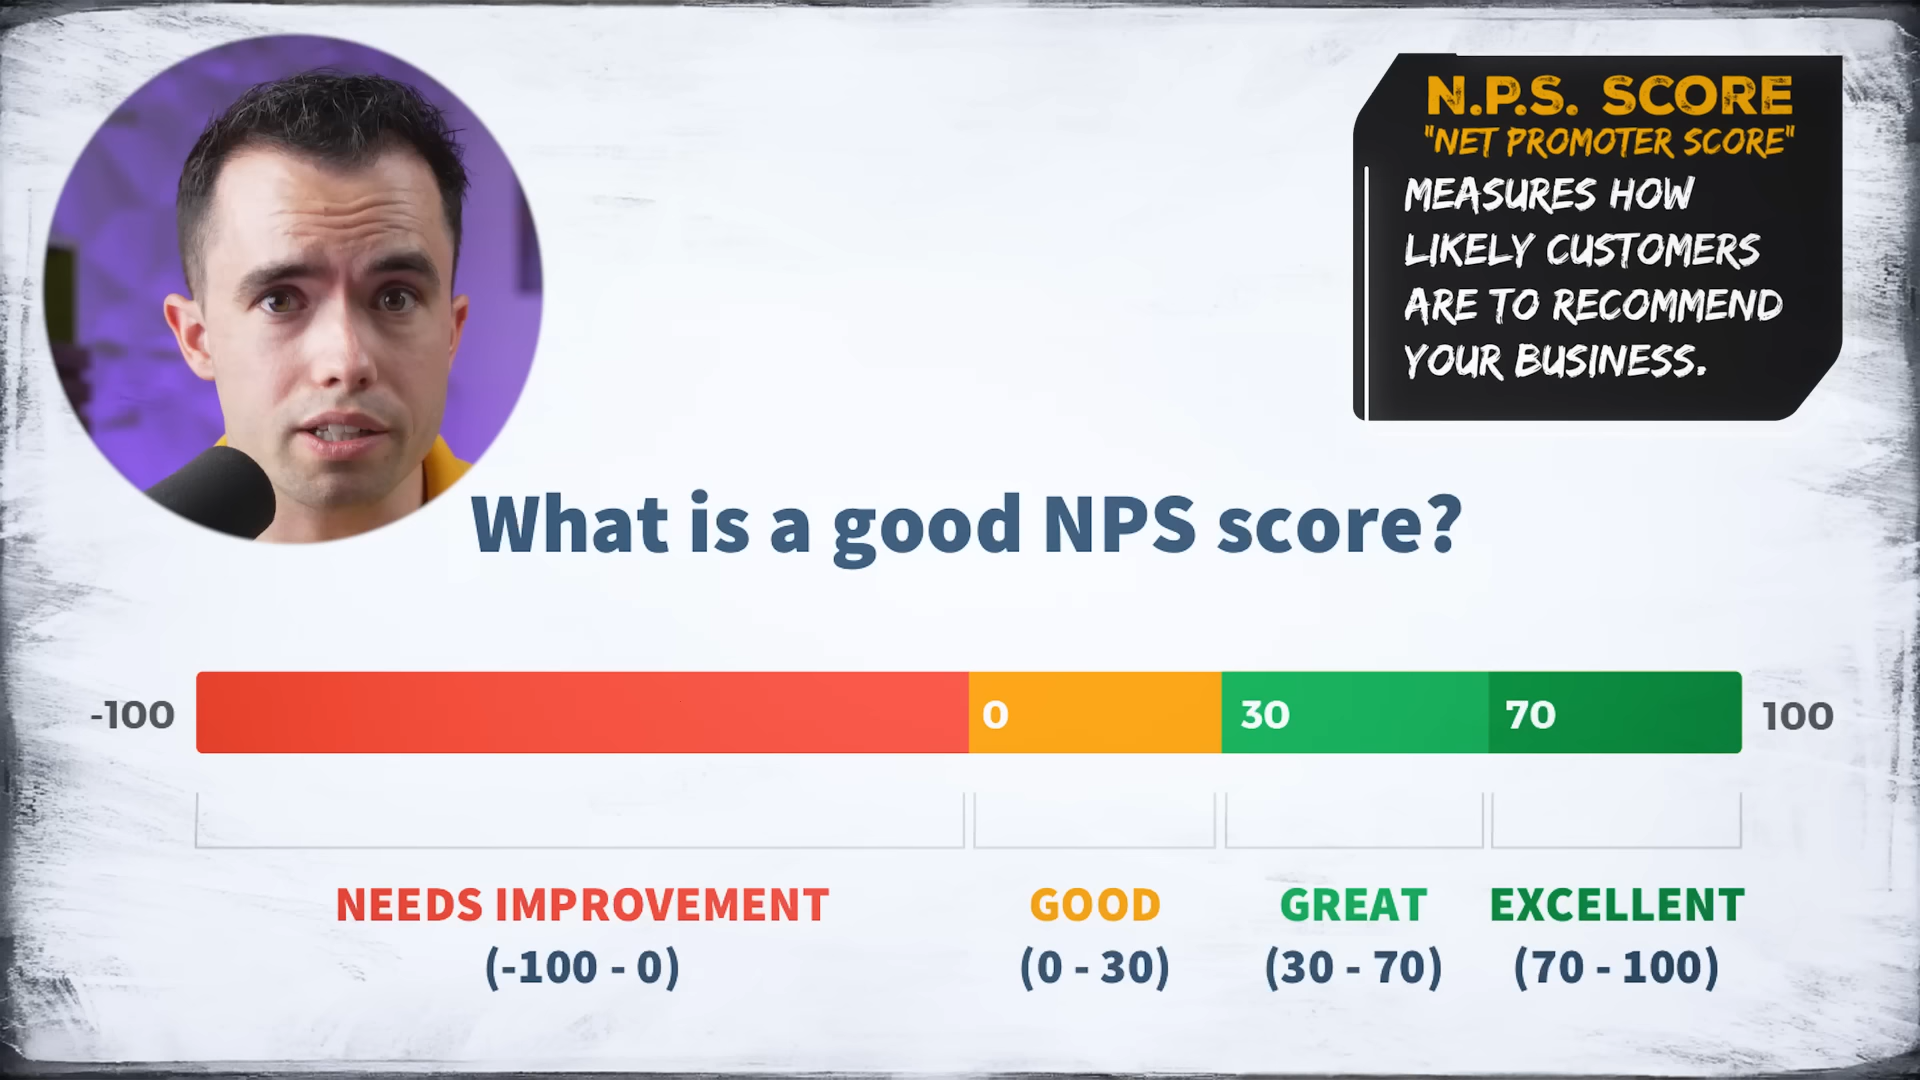 N.P.S. SCORE
"NET PROMOTER SCORE"
MEASURES HOW
LIKELY CUSTOMERS
ARE TO RECOMMEND
YOUR BUSINESS.
What is a good NPS score?
-100 0 30 70 100
NEEDS IMPROVEMENT GOOD GREAT EXCELLENT
(-100 - 0) (0 - 30) (30 - 70) (70 - 100)